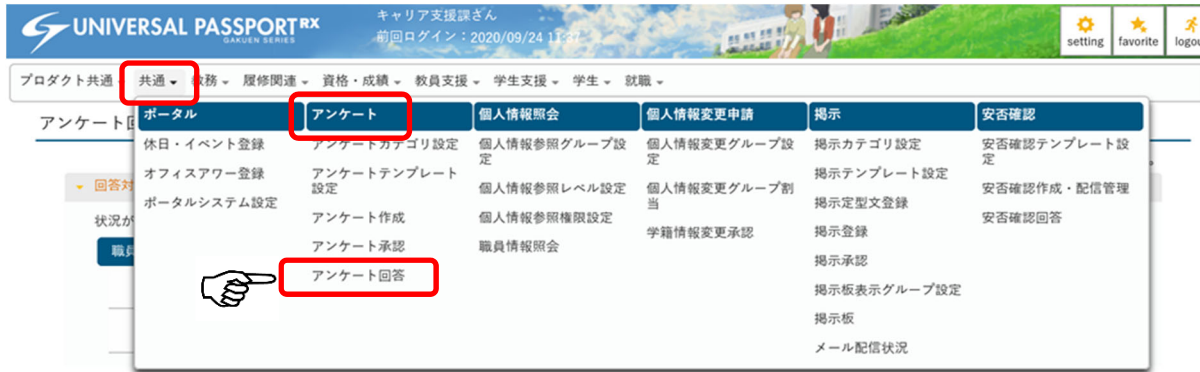 UNIVERSAL PASSPORT RX
GAKUEN SERIES
キャリア支援課さん
前回ログイン：2020/09/24 11:37
setting
favorite
プロダクト共通
共通
教務
履修関連
資格・成績
教員支援
学生支援
学生
就職
アンケート
回答対
状況が
職員
ポータル
休日・イベント登録
オフィスアワー登録
ポータルシステム設定
アンケート
アンケートカテゴリ設定
アンケートテンプレート
設定
アンケート作成
アンケート承認
アンケート回答
個人情報照会
個人情報参照グループ設
定
個人情報参照レベル設定
個人情報参照権限設定
職員情報照会
個人情報変更申請
個人情報変更グループ設
定
個人情報変更グループ割
当
学籍情報変更承認
掲示
掲示カテゴリ設定
掲示テンプレート設定
掲示定型文登録
掲示登録
掲示承認
掲示板表示グループ設定
掲示板
メール配信状況
安否確認
安否確認テンプレート設
定
安否確認作成・配信管理
安否確認回答